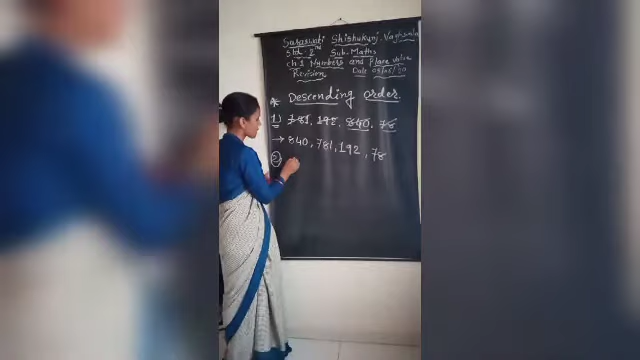 Saraswati Shishukunj, Vaghsala
Std: 2nd Sub: Maths
Ch 1 Numbers and Place value
Revision Date
* Descending order.
1) 781, 192, 840, 78
→ 840, 781, 192, 78
2)